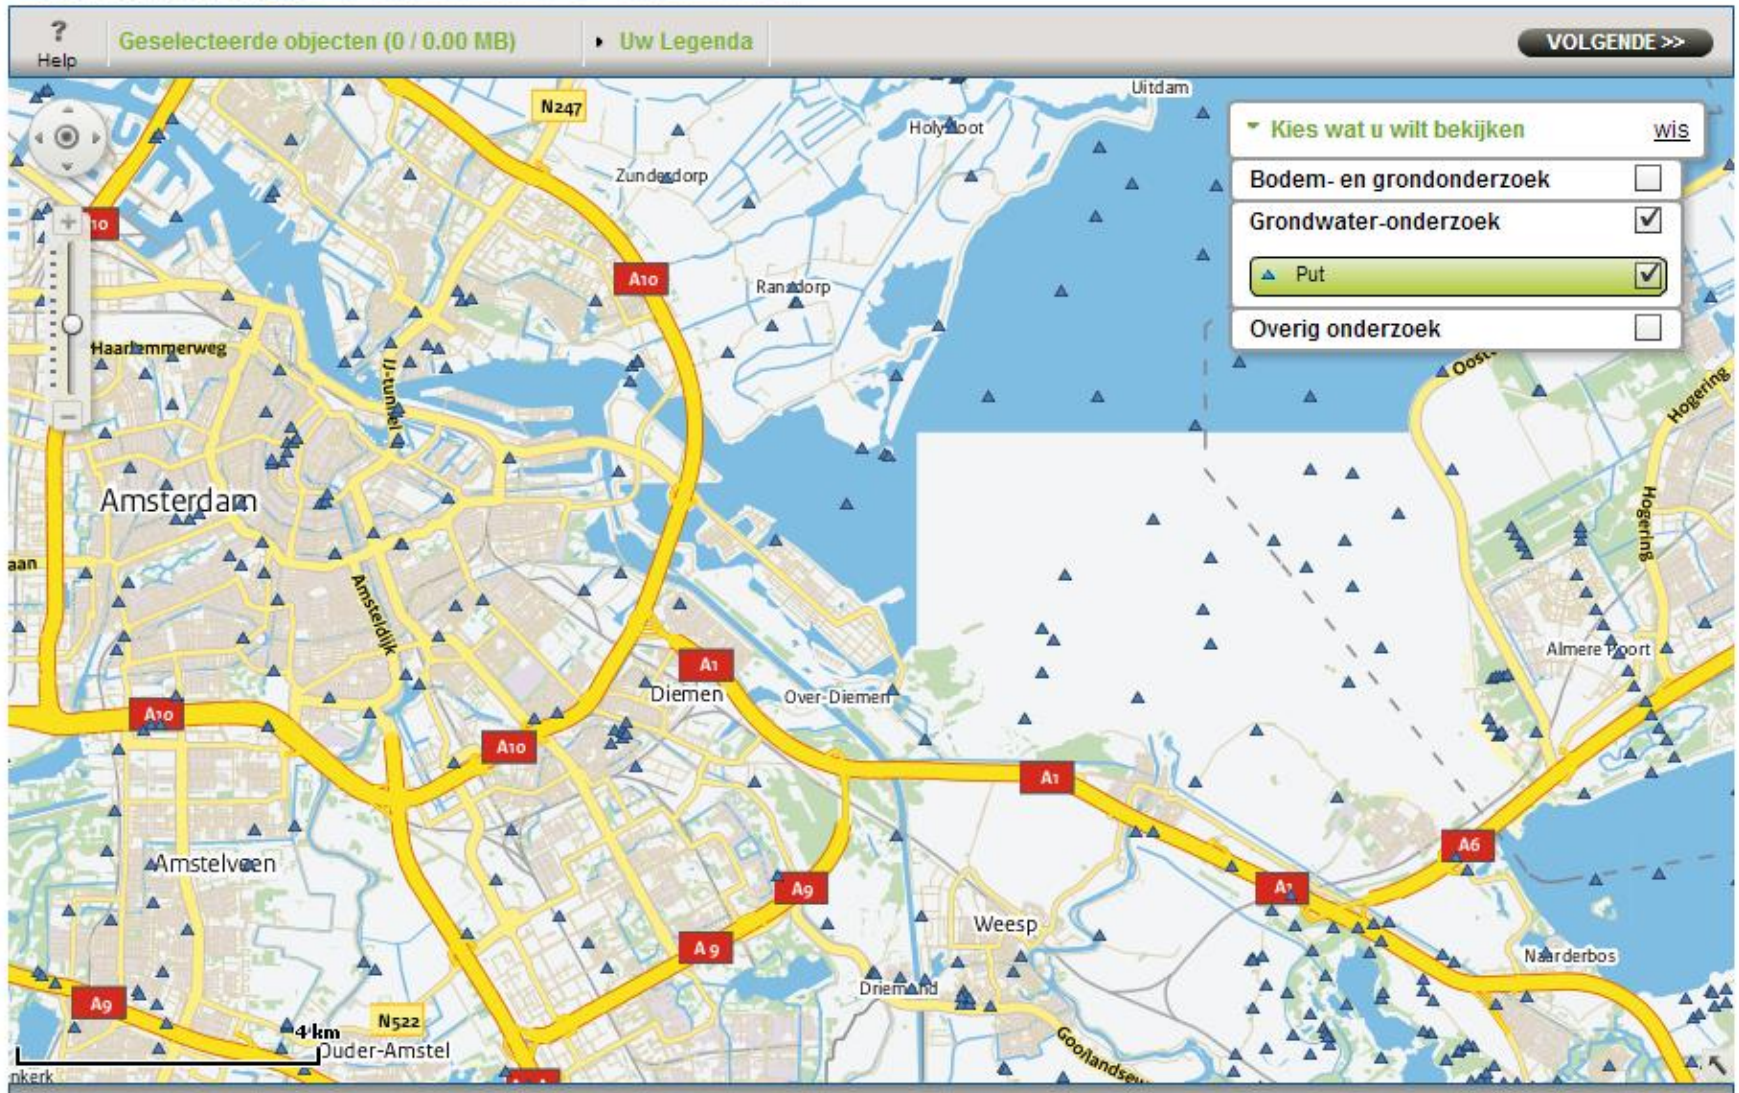 ?
Help
Geselecteerde objecten (0 / 0.00 MB)
Uw Legenda
VOLGENDE >>
Uitdam
N247
Kies wat u wilt bekijken
wis
Holysloot
Zunderdorp
Bodem- en grondonderzoek
Grondwater-onderzoek
A10
Put
Ransdorp
Overig onderzoek
Haarlemmerweg
IJ-tunnel
Hogering
Amsterdam
Hogering
aan
Amsteldijk
Almere Poort
A1
Diemen
Over-Diemen
A10
A10
A1
A6
Amstelveen
A9
A1
Weesp
A9
Naarderbos
Driemond
A9
N522
4 km
Ouder-Amstel
nkerk